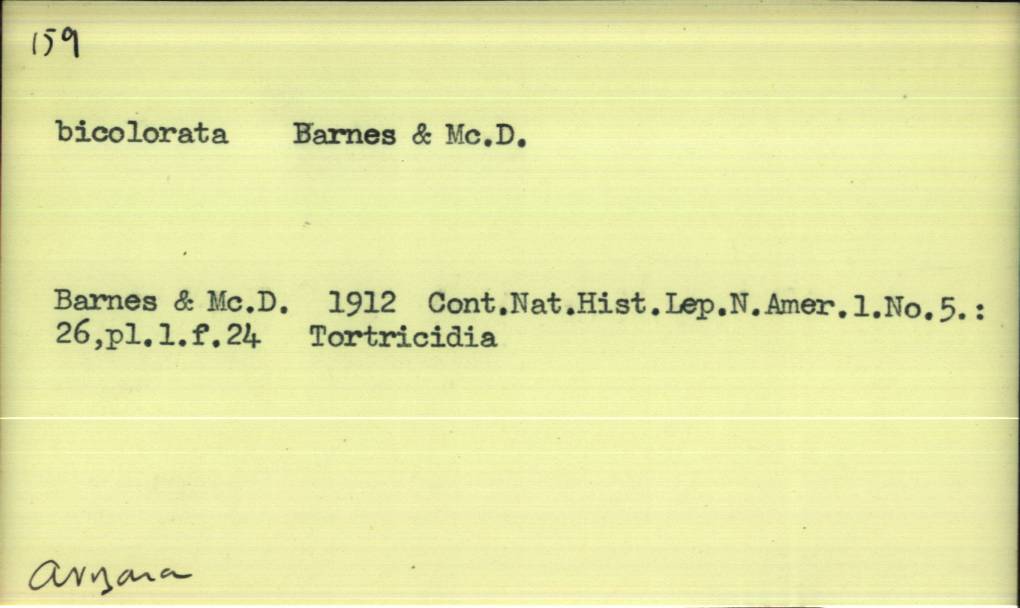 159
bicolorata Barnes & Mc.D.
Barnes & Mc.D. 1912 Cont.Nat.Hist.Lep.N.Amer.1.No.5.:
26,pl.1.f.24 Tortricidia